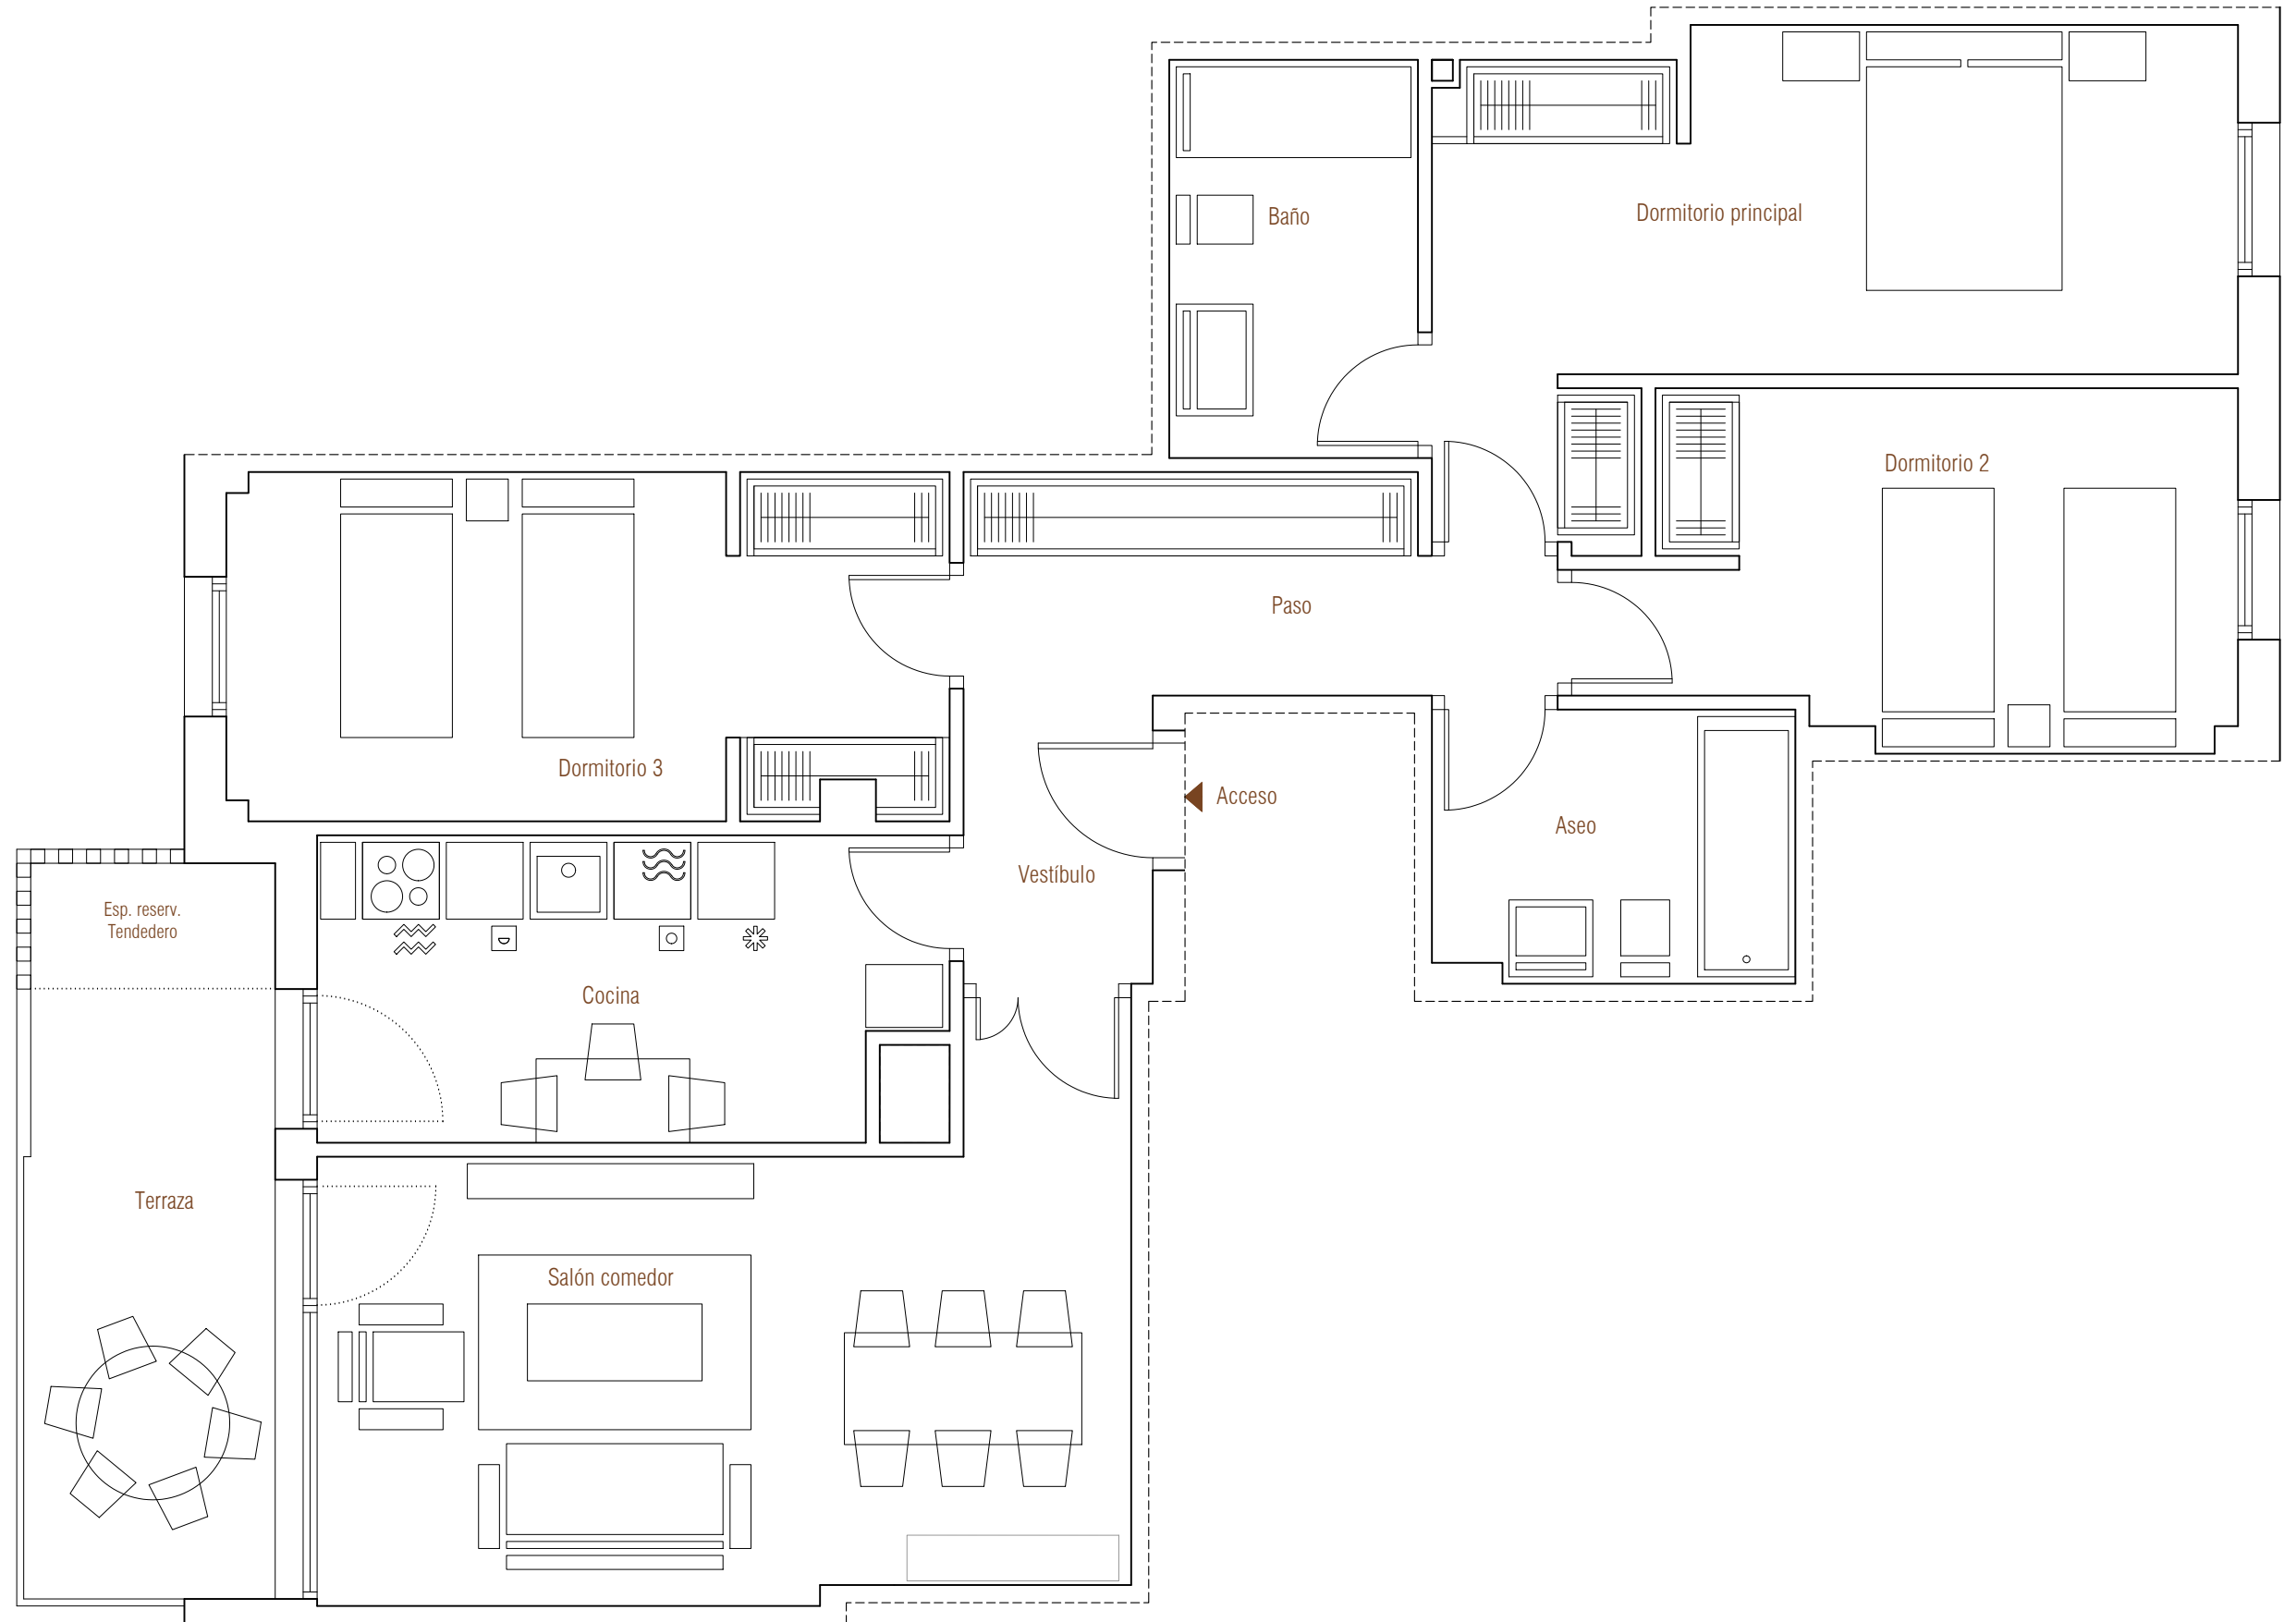 Baño
Dormitorio principal
Dormitorio 2
Paso
Dormitorio 3
Acceso
Aseo
Vestíbulo
Esp. reserv.
Tendedero
Cocina
Terraza
Salón comedor